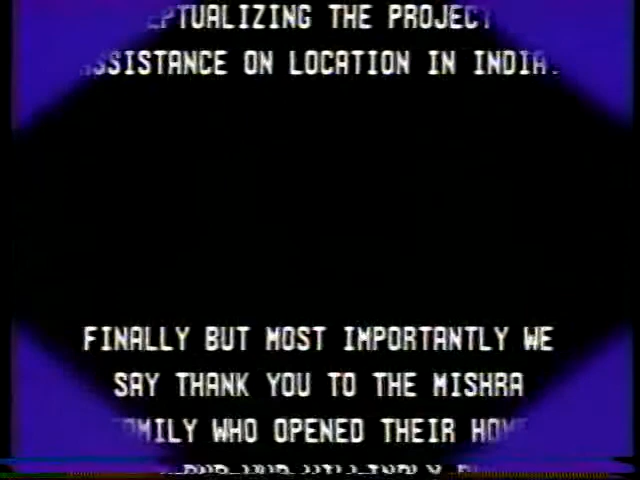 EPTUALIZING THE PROJECT
ASSISTANCE ON LOCATION IN INDIA.
FINALLY BUT MOST IMPORTANTLY WE
SAY THANK YOU TO THE MISHRA
FAMILY WHO OPENED THEIR HOME